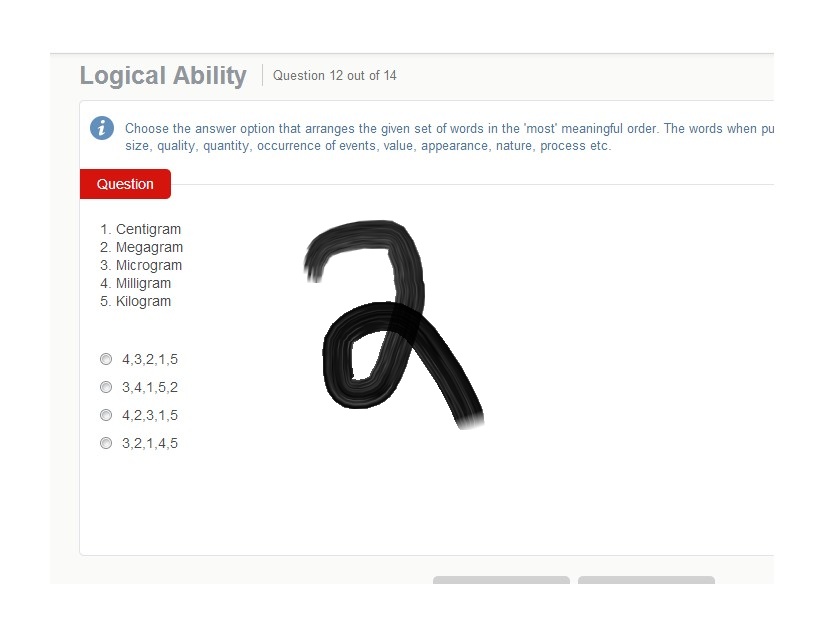 Logical Ability
Question 12 out of 14
Choose the answer option that arranges the given set of words in the 'most' meaningful order. The words when pu
size, quality, quantity, occurrence of events, value, appearance, nature, process etc.
Question
1. Centigram
2. Megagram
3. Microgram
4. Milligram
5. Kilogram
2
4,3,2,1,5
3,4,1,5,2
4,2,3,1,5
3,2,1,4,5